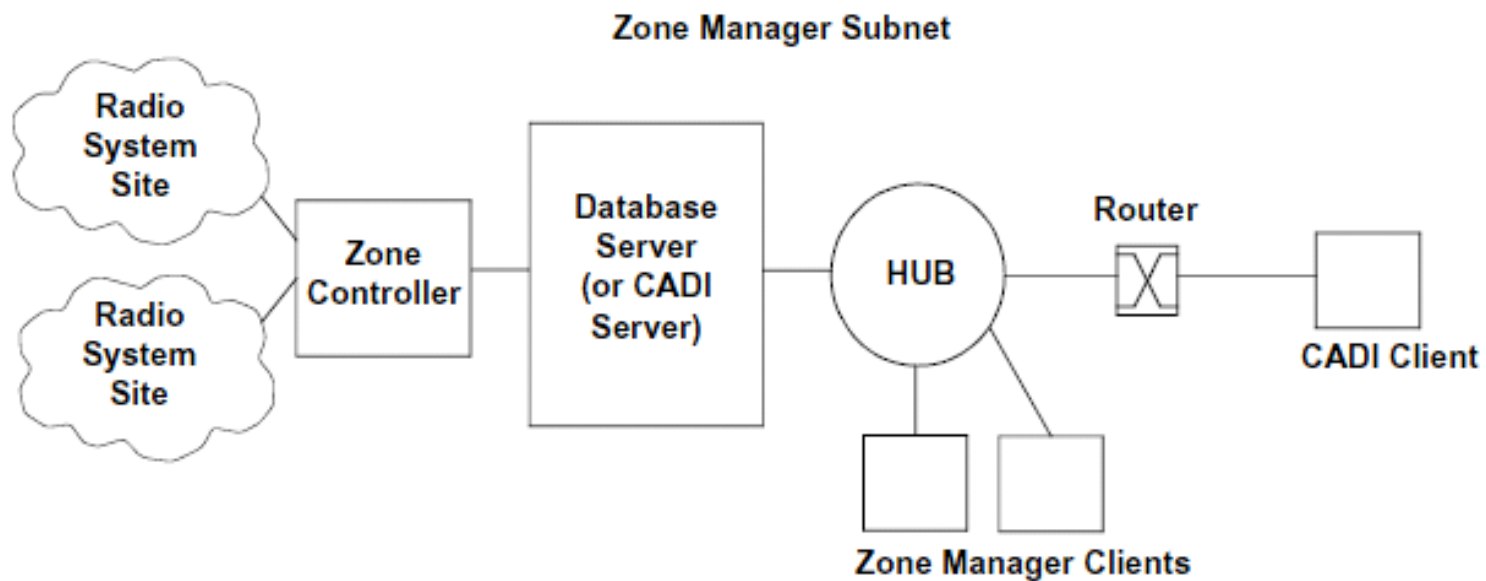 Zone Manager Subnet
Radio
System
Site
Radio
System
Site
Zone
Controller
Database
Server
(or CADI
Server)
HUB
Router
CADI Client
Zone Manager Clients